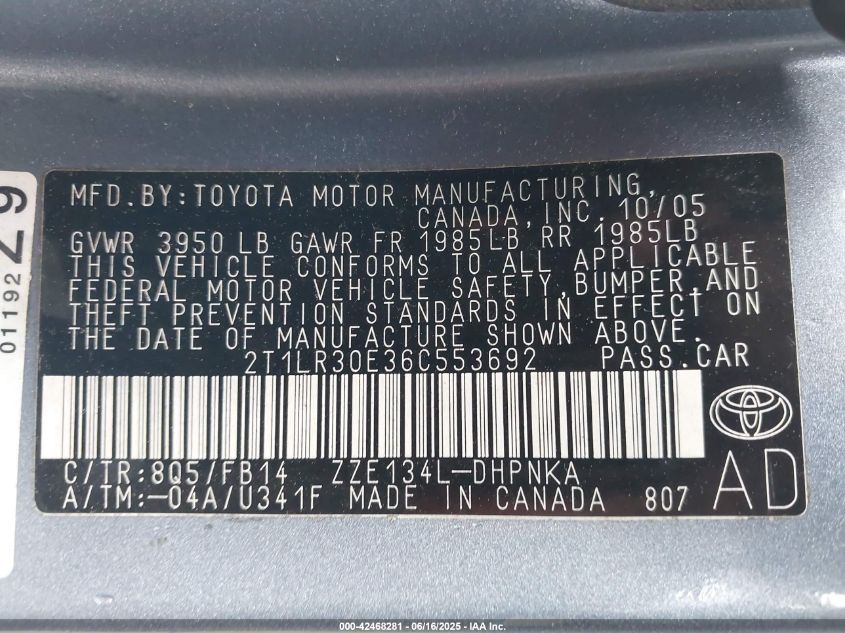 MFD.BY:TOYOTA MOTOR MANUFACTURING,
CANADA,INC. 10/05
GVWR 3950 LB GAWR FR 1985LB RR 1985LB
THIS VEHICLE CONFORMS TO ALL APPLICABLE
FEDERAL MOTOR VEHICLE SAFETY,BUMPER,AND
THEFT PREVENTION STANDARDS IN EFFECT ON
THE DATE OF MANUFACTURE SHOWN ABOVE.
2T1LR30E36C553692 PASS.CAR
C/TR:8Q5/FB14 ZZE134L-DHPNKA
A/TM:-04A/U341F MADE IN CANADA 807 AD
01192
000-42468281 - 06/16/2025 - IAA Inc.